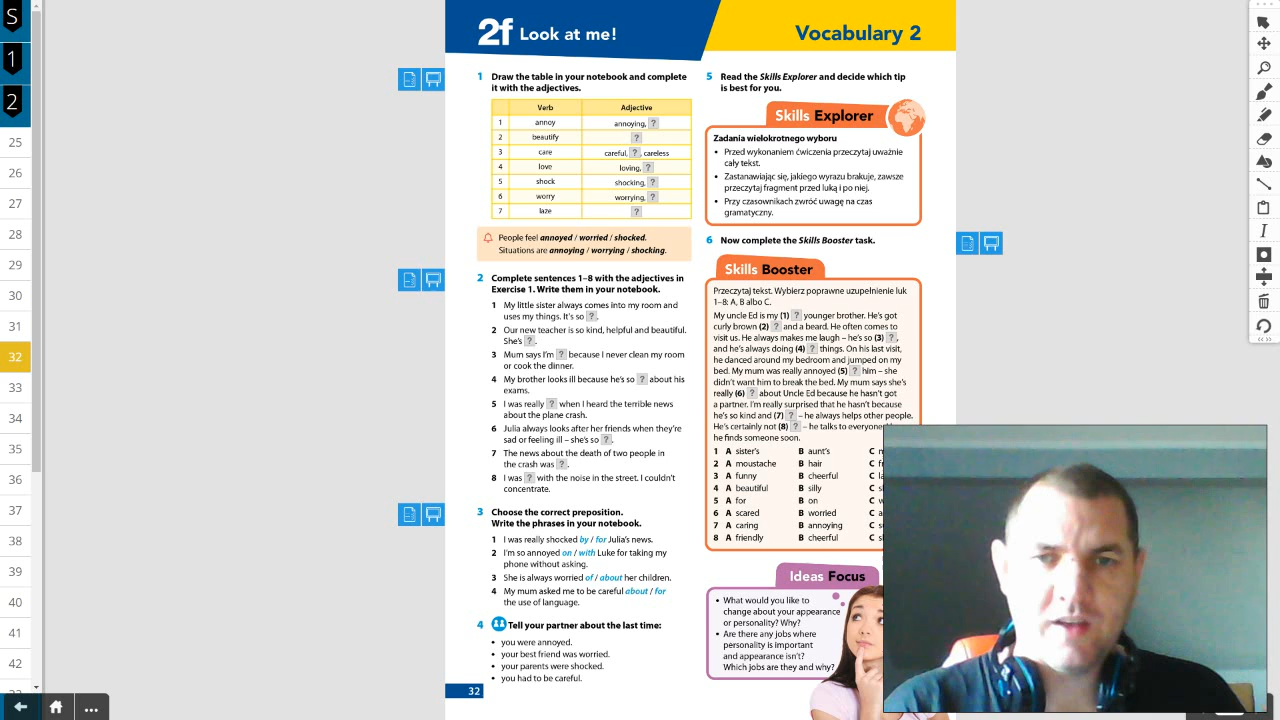 S
1
2
25
26
27
28
30
31
32
33
34
36
37
38
39
40
41
42
2f Look at me!
Vocabulary 2
1 Draw the table in your notebook and complete
it with the adjectives.
Verb Adjective
1 annoy annoying, ?
2 beautify ?
3 care careful, ?, careless
4 love loving, ?
5 shock shocking, ?
6 worry worrying, ?
7 laze ?
People feel annoyed / worried / shocked.
Situations are annoying / worrying / shocking.
2 Complete sentences 1–8 with the adjectives in
Exercise 1. Write them in your notebook.
1 My little sister always comes into my room and
uses my things. It's so ?.
2 Our new teacher is so kind, helpful and beautiful.
She's ?.
3 Mum says I'm ? because I never clean my room
or cook the dinner.
4 My brother looks ill because he's so ? about his
exams.
5 I was really ? when I heard the terrible news
about the plane crash.
6 Julia always looks after her friends when they're
sad or feeling ill – she's so ?.
7 The news about the death of two people in
the crash was ?.
8 I was ? with the noise in the street. I couldn't
concentrate.
3 Choose the correct preposition.
Write the phrases in your notebook.
1 I was really shocked by / for Julia's news.
2 I'm so annoyed on / with Luke for taking my
phone without asking.
3 She is always worried of / about her children.
4 My mum asked me to be careful about / for
the use of language.
4 Tell your partner about the last time:
• you were annoyed.
• your best friend was worried.
• your parents were shocked.
• you had to be careful.
32
5 Read the Skills Explorer and decide which tip
is best for you.
Skills Explorer
Zadania wielokrotnego wyboru
• Przed wykonaniem ćwiczenia przeczytaj uważnie
cały tekst.
• Zastanawiając się, jakiego wyrazu brakuje, zawsze
przeczytaj fragment przed luką i po niej.
• Przy czasownikach zwróć uwagę na czas
gramatyczny.
6 Now complete the Skills Booster task.
Skills Booster
Przeczytaj tekst. Wybierz poprawne uzupełnienie luk
1–8: A, B albo C.
My uncle Ed is my (1) ? younger brother. He's got
curly brown (2) ? and a beard. He often comes to
visit us. He always makes me laugh – he's so (3) ?,
and he's always doing (4) ? things. On his last visit,
he danced around my bedroom and jumped on my
bed. My mum was really annoyed (5) ? him – she
didn't want him to break the bed. My mum says she's
really (6) ? about Uncle Ed because he hasn't got
a partner. I'm really surprised that he hasn't because
he's so kind and (7) ? – he always helps other people.
He's certainly not (8) ? – he talks to everyone!
he finds someone soon.
1 A sister's B aunt's C
2 A moustache B hair C
3 A funny B cheerful C
4 A beautiful B silly C
5 A for B on C
6 A scared B worried C
7 A caring B annoying C
8 A friendly B cheerful C
Ideas Focus
• What would you like to
change about your appearance
or personality? Why?
• Are there any jobs where
personality is important
and appearance isn't?
Which jobs are they and why?